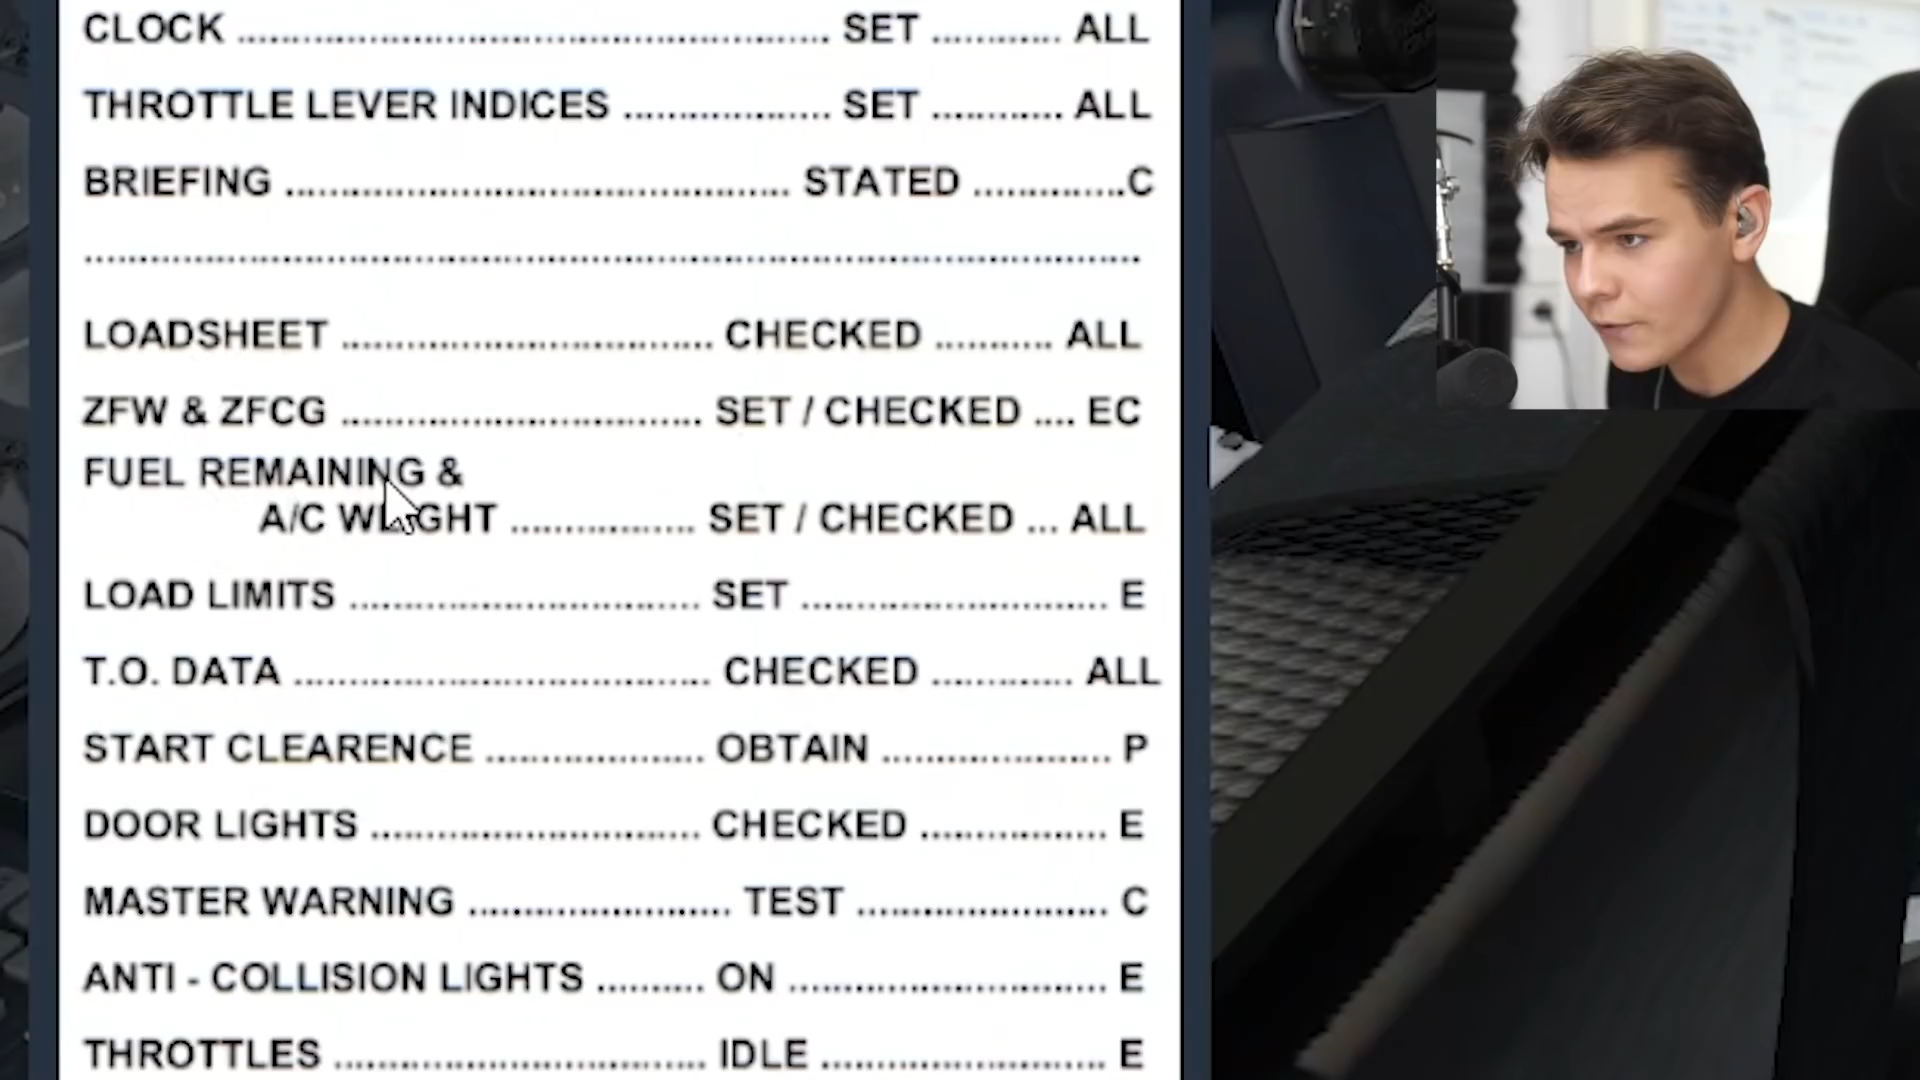 CLOCK ........................................................ SET ............ ALL
THROTTLE LEVER INDICES ..................... SET ............ ALL
BRIEFING ................................................ STATED ..............C
....................................................................................................
LOADSHEET ................................... CHECKED ........... ALL
ZFW & ZFCG .................................. SET / CHECKED .... EC
FUEL REMAINING &
A/C WEIGHT ................. SET / CHECKED ... ALL
LOAD LIMITS ................................. SET ............................. E
T.O. DATA ....................................... CHECKED ............. ALL
START CLEARENCE ..................... OBTAIN ...................... P
DOOR LIGHTS ............................... CHECKED .................. E
MASTER WARNING ......................... TEST ........................ C
ANTI - COLLISION LIGHTS .......... ON .............................. E
THROTTLES ................................... IDLE ........................... E